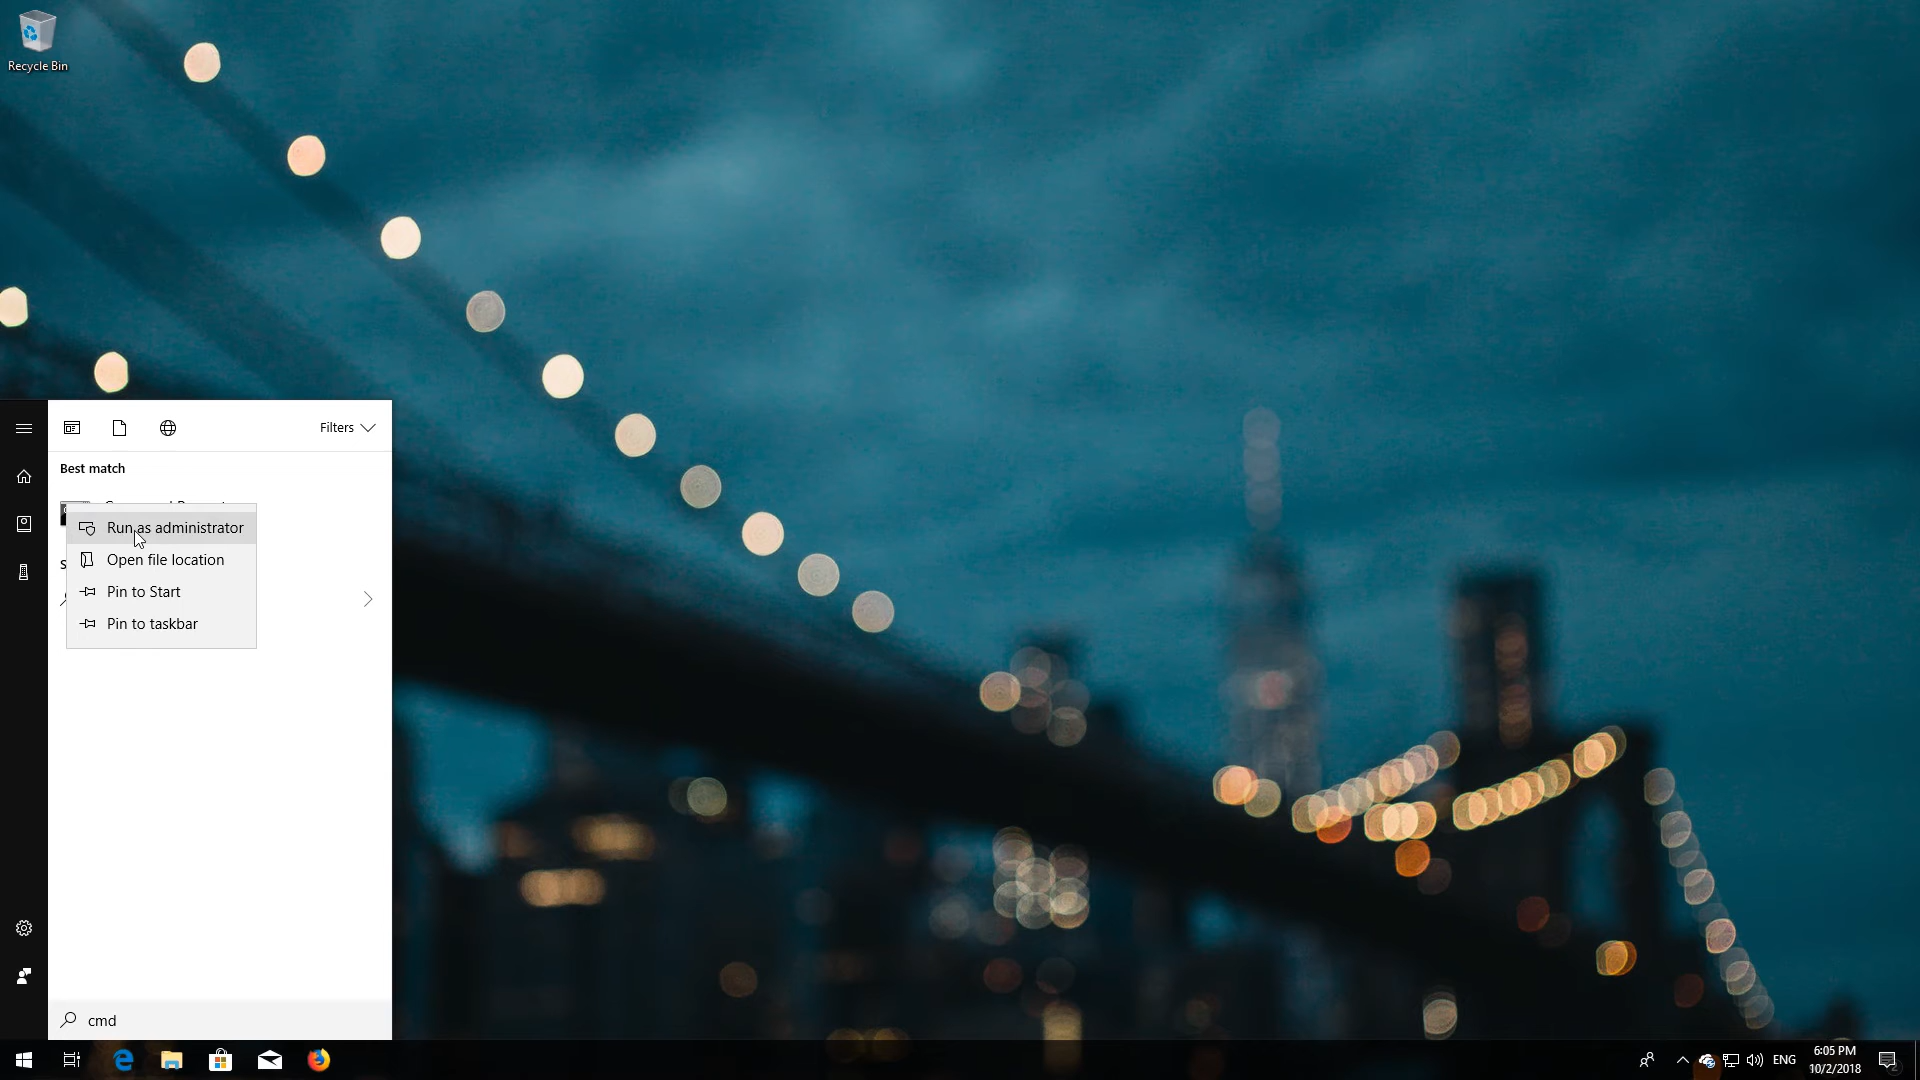 Recycle Bin
Filters
Best match
Run as administrator
Open file location
Pin to Start
Pin to taskbar
cmd
ENG
6:05 PM
10/2/2018